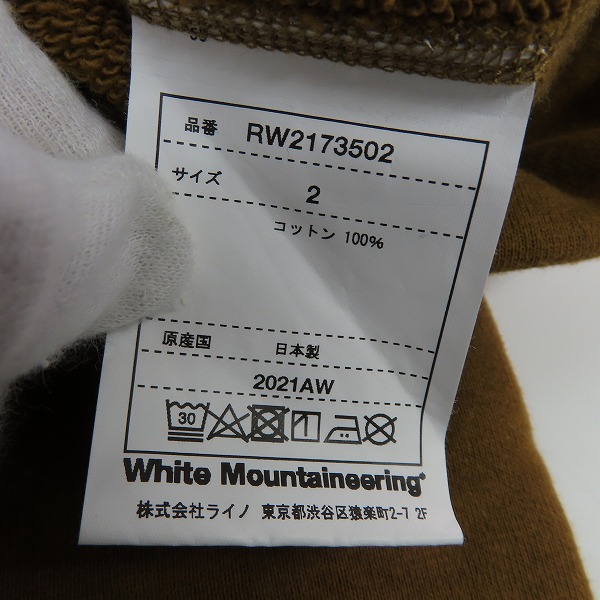 品番 RW2173502
サイズ 2
コットン 100%
原産国 日本製
2021AW
30
White Mountaineering®
株式会社ライノ 東京都渋谷区猿楽町2-7 2F